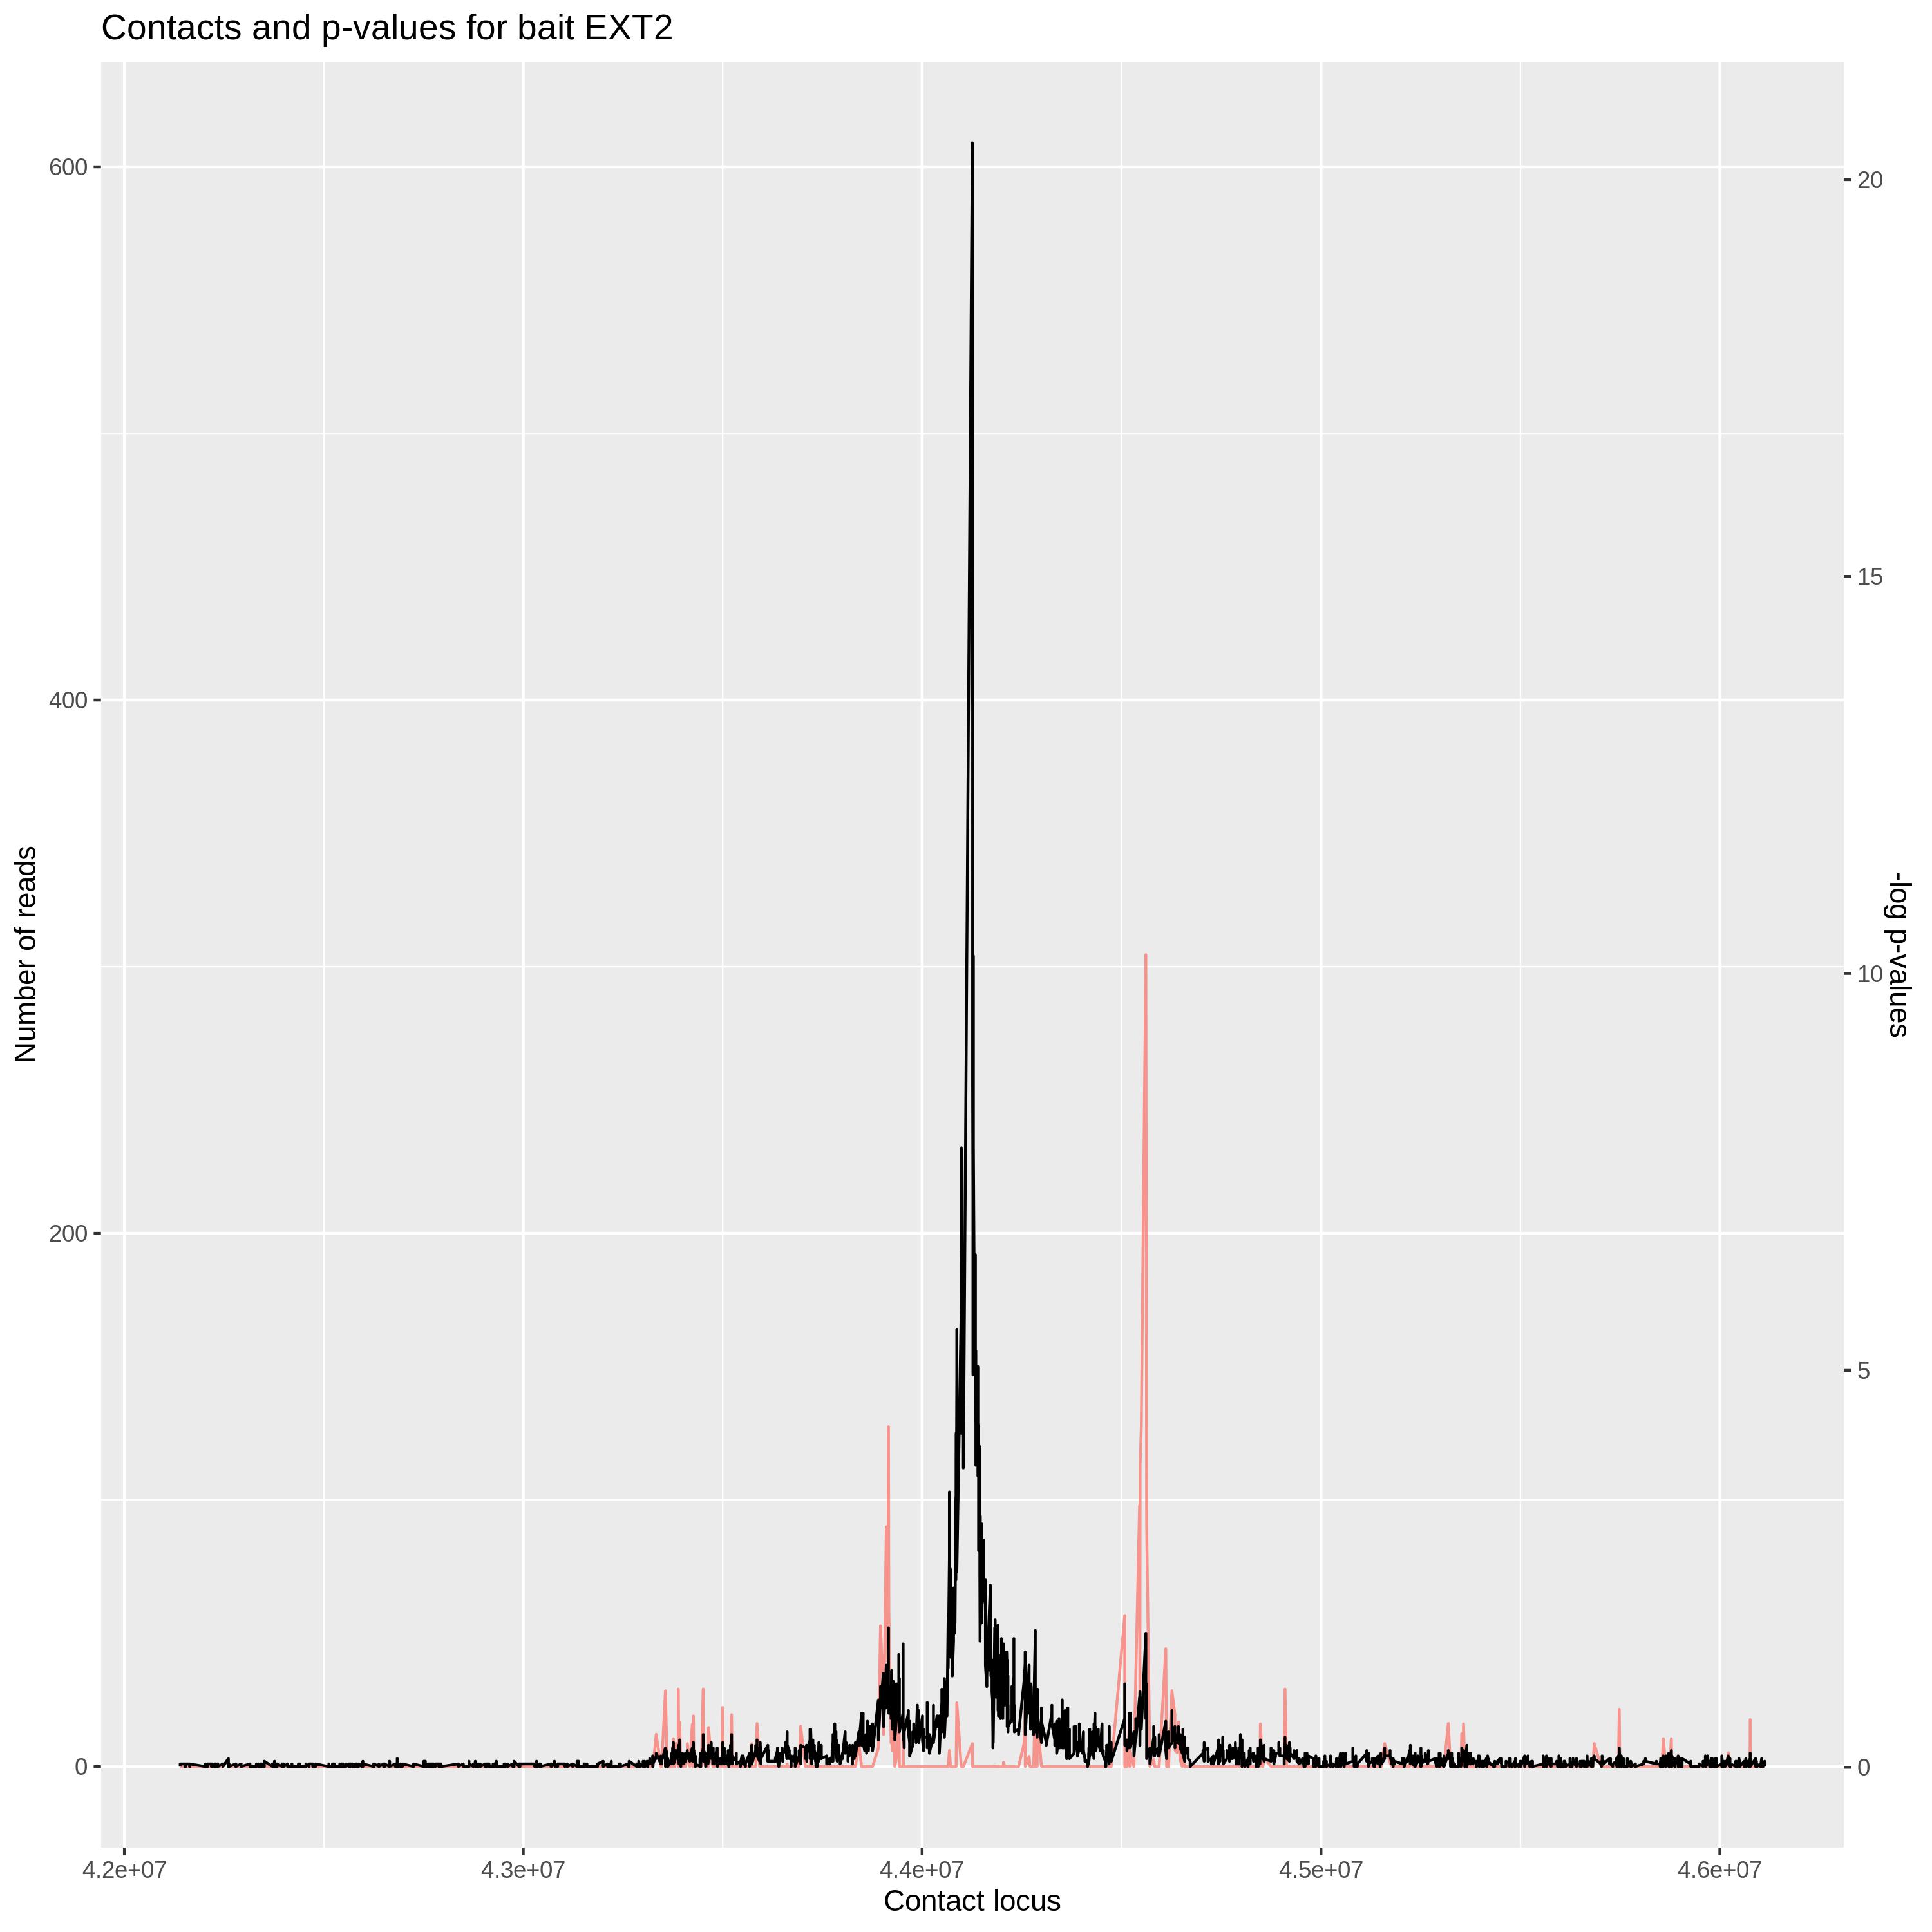 Contacts and p-values for bait EXT2
600
400
200
0
20
15
10
5
0
Number of reads
-log p-values
4.2e+07
4.3e+07
4.4e+07
4.5e+07
4.6e+07
Contact locus